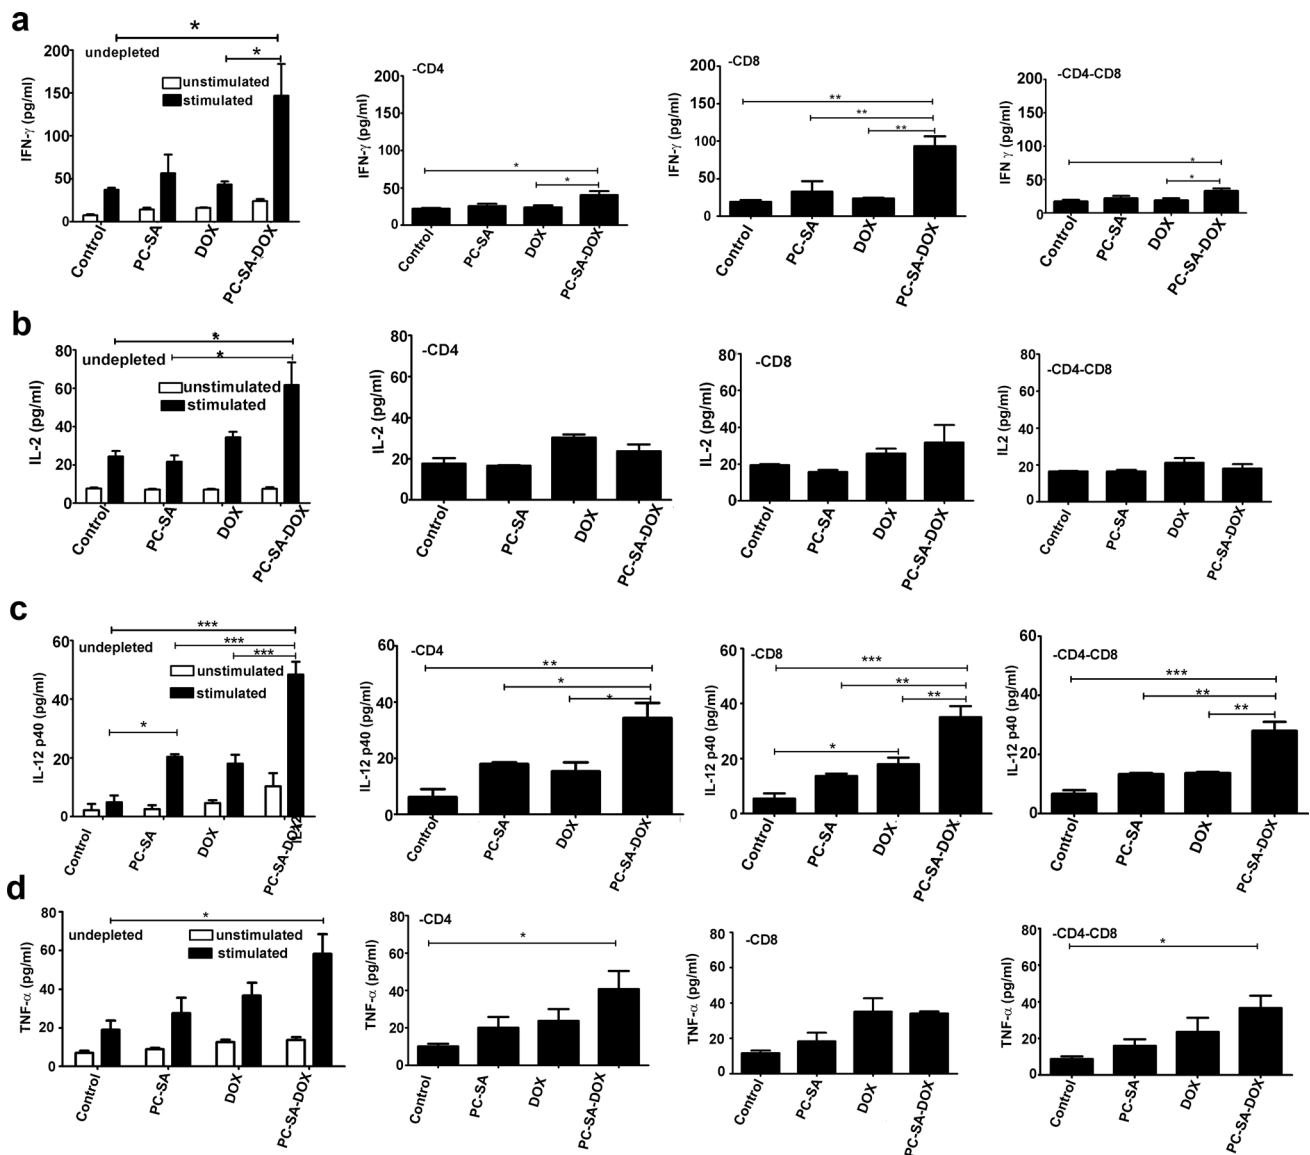 a
*
*
undepleted
unstimulated
stimulated
IFN-γ (pg/ml)
200
150
100
50
0
Control
PC-SA
DOX
PC-SA-DOX
-CD4
*
*
IFN-γ (pg/ml)
200
150
100
50
0
Control
PC-SA
DOX
PC-SA-DOX
-CD8
**
**
**
IFN-γ (pg/ml)
200
150
100
50
0
Control
PC-SA
DOX
PC-SA-DOX
-CD4-CD8
*
*
IFN γ (pg/ml)
200
150
100
50
0
Control
PC-SA
DOX
PC-SA-DOX
b
*
*
undepleted
unstimulated
stimulated
IL-2 (pg/ml)
80
60
40
20
0
Control
PC-SA
DOX
PC-SA-DOX
-CD4
IL-2 (pg/ml)
80
60
40
20
0
Control
PC-SA
DOX
PC-SA-DOX
-CD8
IL-2 (pg/ml)
80
60
40
20
0
Control
PC-SA
DOX
PC-SA-DOX
-CD4-CD8
IL2 (pg/ml)
80
60
40
20
0
Control
PC-SA
DOX
PC-SA-DOX
c
***
***
***
*
undepleted
unstimulated
stimulated
IL-12 p40 (pg/ml)
60
40
20
0
Control
PC-SA
DOX
PC-SA-DOX
-CD4
**
*
*
IL-12 p40 (pg/ml)
60
40
20
0
Control
PC-SA
DOX
PC-SA-DOX
-CD8
***
**
**
*
IL-12 p40 (pg/ml)
60
40
20
0
Control
PC-SA
DOX
PC-SA-DOX
-CD4-CD8
***
**
**
IL-12 p40 (pg/ml)
60
40
20
0
Control
PC-SA
DOX
PC-SA-DOX
d
*
undepleted
unstimulated
stimulated
TNF-α (pg/ml)
80
60
40
20
0
Control
PC-SA
DOX
PC-SA-DOX
-CD4
*
TNF-α (pg/ml)
80
60
40
20
0
Control
PC-SA
DOX
PC-SA-DOX
-CD8
TNF-α (pg/ml)
80
60
40
20
0
Control
PC-SA
DOX
PC-SA-DOX
-CD4-CD8
*
TNF-α (pg/ml)
80
60
40
20
0
Control
PC-SA
DOX
PC-SA-DOX